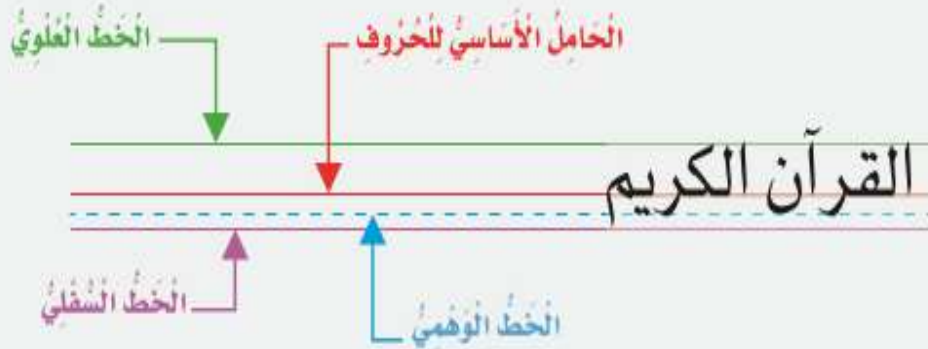 الْحَامِلُ الْأَسَاسِيُّ لِلْحُرُوفِ
الْخَطُّ الْعُلْوِيُّ
القرآن الكريم
الْخَطُّ السُّفْلِيُّ
الْخَطُّ الْوَهْمِيُّ